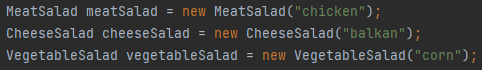 MeatSalad meatSalad = new MeatSalad("chicken");
CheeseSalad cheeseSalad = new CheeseSalad("balkan");
VegetableSalad vegetableSalad = new VegetableSalad("corn");